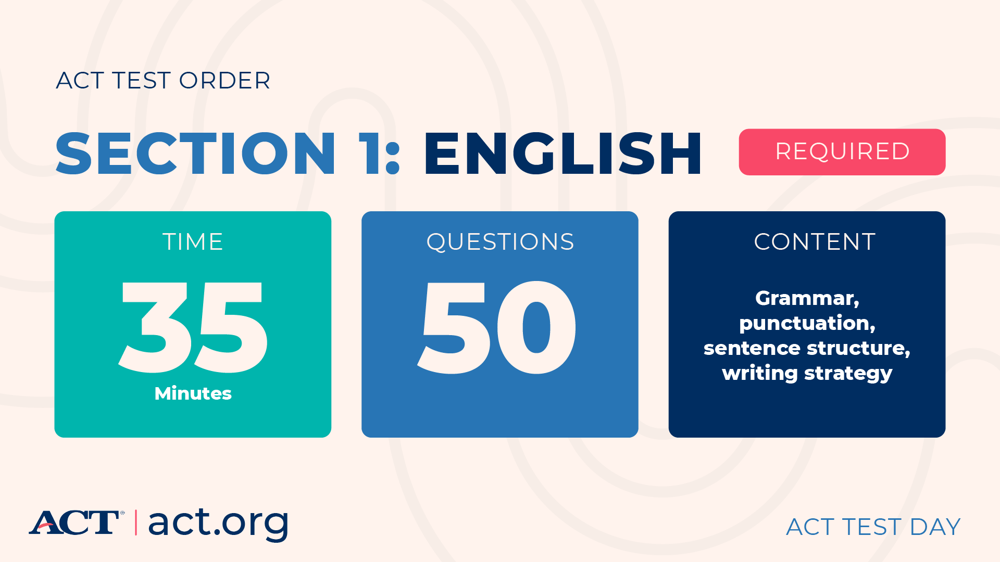 ACT TEST ORDER
SECTION 1: ENGLISH
REQUIRED
TIME
35
Minutes
QUESTIONS
50
CONTENT
Grammar,
punctuation,
sentence structure,
writing strategy
ACT® | act.org
ACT TEST DAY